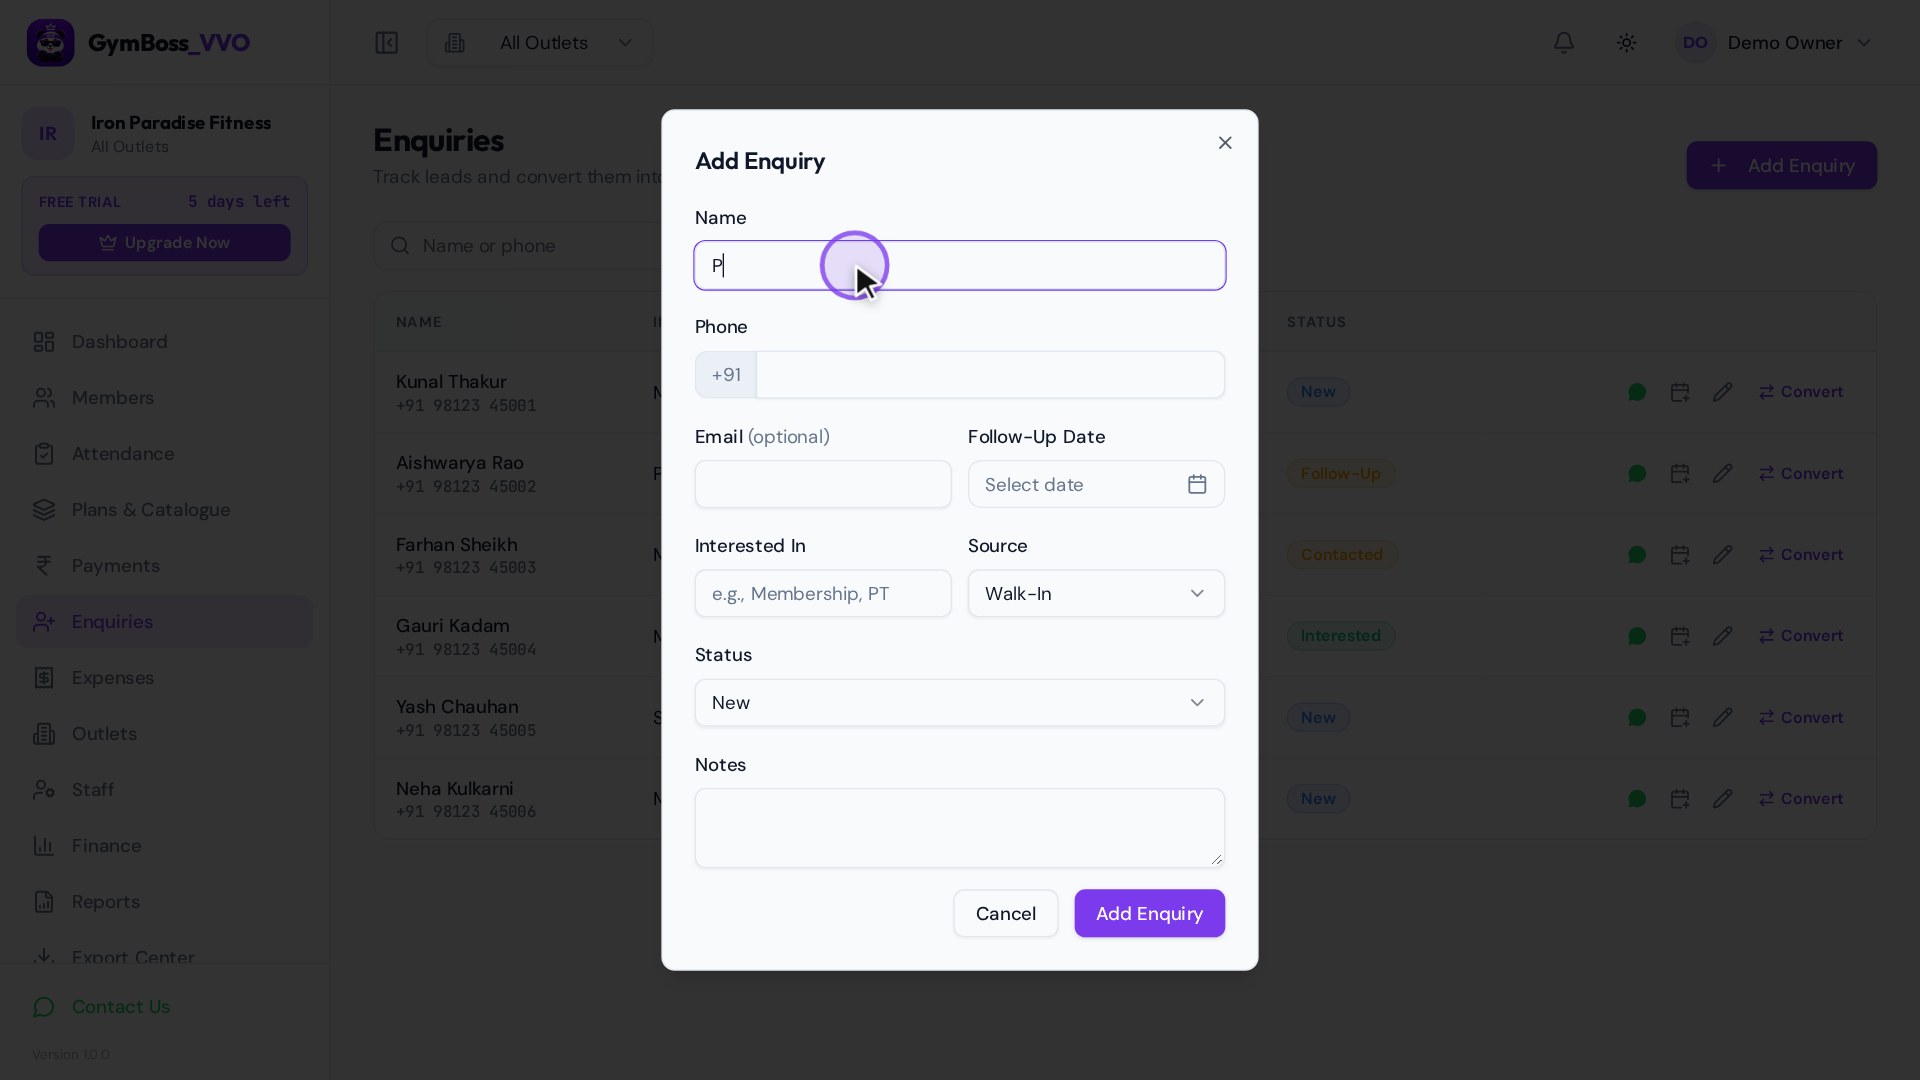 GymBoss_VVO
All Outlets
DO
Demo Owner
IR
Iron Paradise Fitness
All Outlets
FREE TRIAL
5 days left
Upgrade Now
Dashboard
Members
Attendance
Plans & Catalogue
Payments
Enquiries
Expenses
Outlets
Staff
Finance
Reports
Export Center
Contact Us
Version 1.0.0
Enquiries
Track leads and convert them into
Add Enquiry
Name or phone
NAME
STATUS
Kunal Thakur
+91 98123 45001
New
Convert
Aishwarya Rao
+91 98123 45002
Follow-Up
Convert
Farhan Sheikh
+91 98123 45003
Contacted
Convert
Gauri Kadam
+91 98123 45004
Interested
Convert
Yash Chauhan
+91 98123 45005
New
Convert
Neha Kulkarni
+91 98123 45006
New
Convert
Add Enquiry
Name
P
Phone
+91
Email (optional)
Follow-Up Date
Select date
Interested In
Source
e.g., Membership, PT
Walk-In
Status
New
Notes
Cancel
Add Enquiry